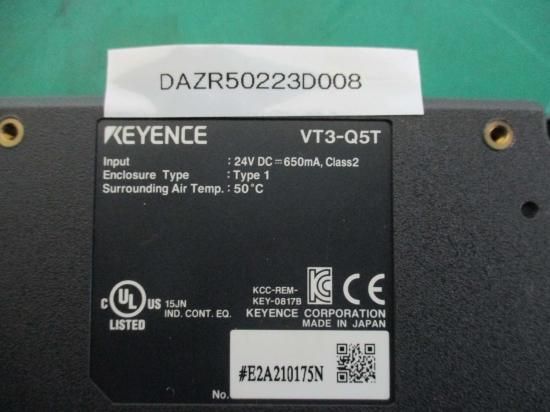 DAZR50223D008
KEYENCE VT3-Q5T
Input : 24V DC⎓650mA, Class2
Enclosure Type : Type 1
Surrounding Air Temp. : 50°C
C UL US
LISTED
15JN
IND. CONT. EQ.
KCC-REM-
KEY-0817B
CE
KEYENCE CORPORATION
MADE IN JAPAN
No. #E2A210175N